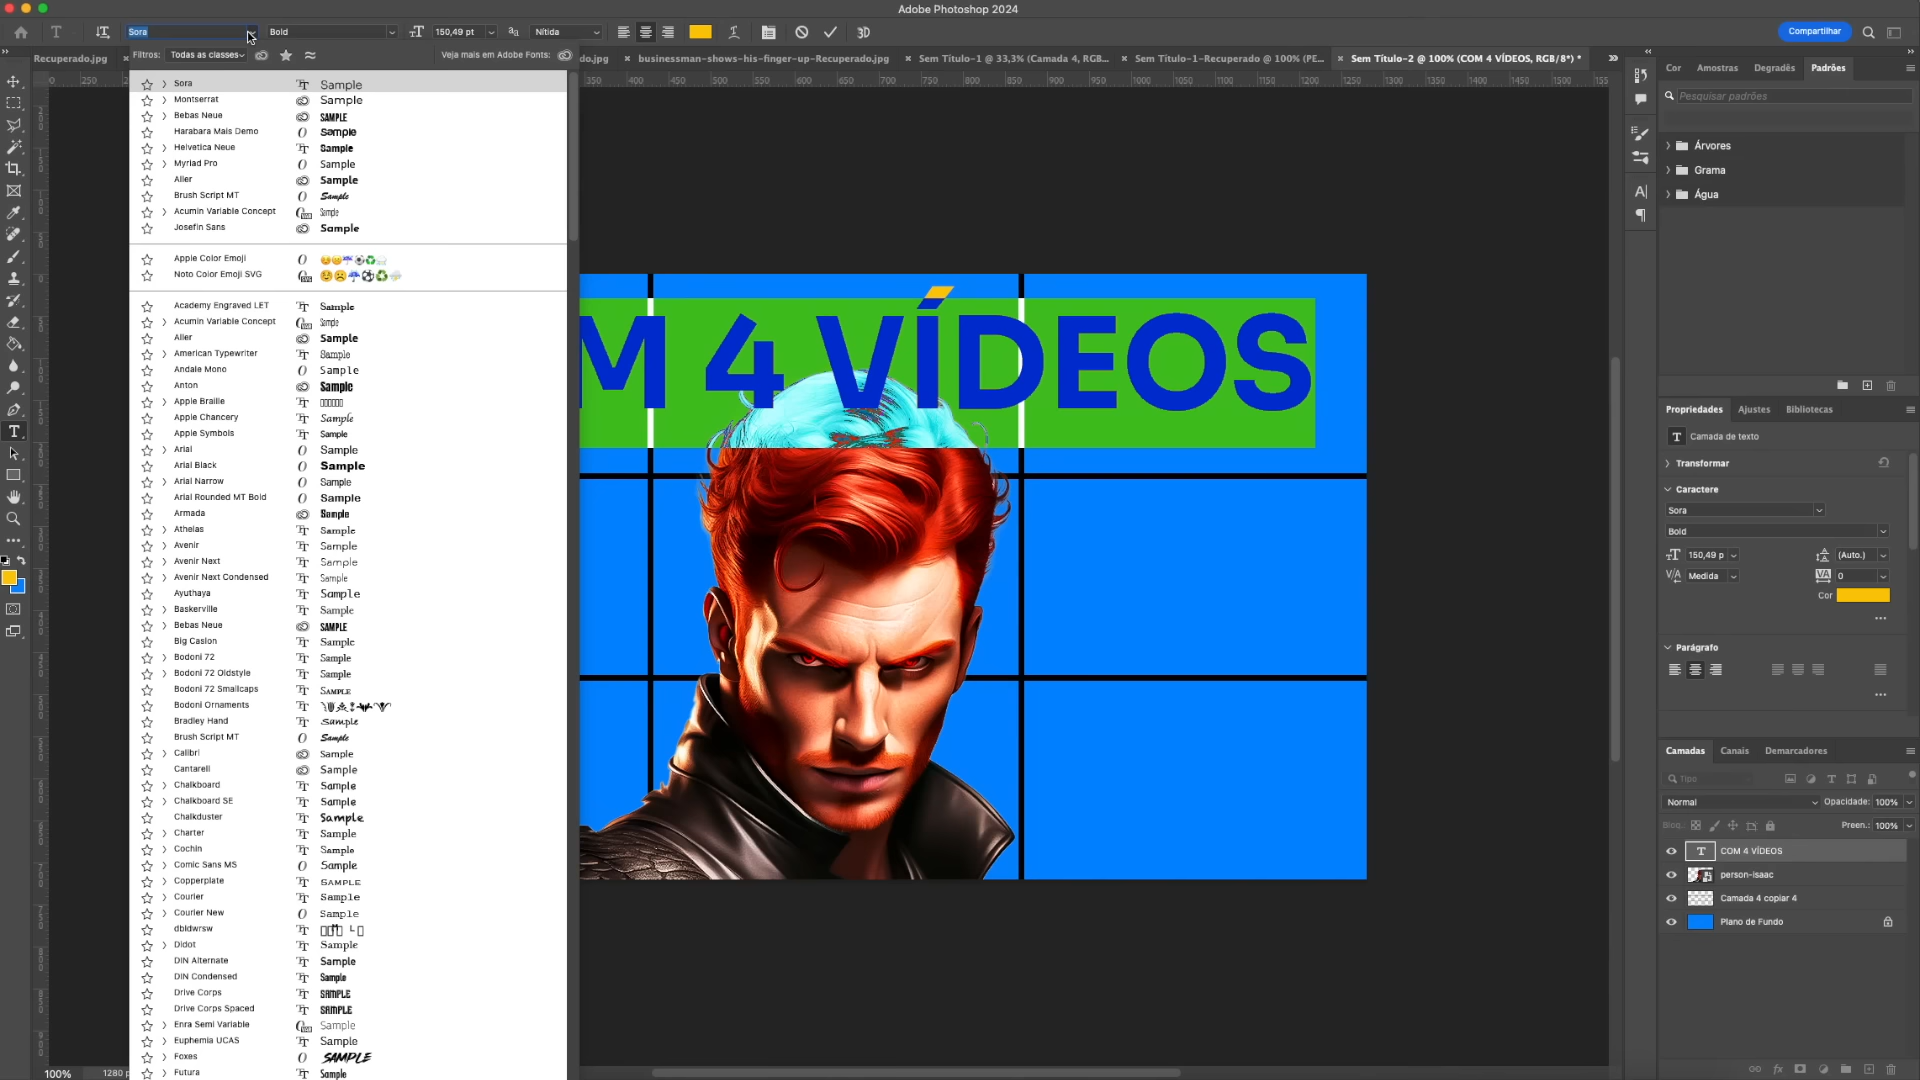 Adobe Photoshop 2024
Sora
Bold
150,49 pt
Nítida
3D
Compartilhar
Filtros:
Todas as classes
Veja mais em Adobe Fonts:
Recuperado.jpg
do.jpg
businessman-shows-his-finger-up-Recuperado.jpg
Sem Título-1 @ 33,3% (Camada 4, RGB...
Sem Título-1-Recuperado @ 100% (PE...
Sem Título-2 @ 100% (COM 4 VÍDEOS, RGB/8*) *
Sora Sample
Montserrat Sample
Bebas Neue SAMPLE
Harabara Mais Demo Sample
Helvetica Neue Sample
Myriad Pro Sample
Aller Sample
Brush Script MT Sample
Acumin Variable Concept Sample
Josefin Sans Sample
Apple Color Emoji
Noto Color Emoji SVG
Academy Engraved LET Sample
Acumin Variable Concept Sample
Aller Sample
American Typewriter Sample
Andale Mono Sample
Anton Sample
Apple Braille
Apple Chancery Sample
Apple Symbols Sample
Arial Sample
Arial Black Sample
Arial Narrow Sample
Arial Rounded MT Bold Sample
Armada Sample
Athelas Sample
Avenir Sample
Avenir Next Sample
Avenir Next Condensed Sample
Ayuthaya Sample
Baskerville Sample
Bebas Neue SAMPLE
Big Caslon Sample
Bodoni 72 Sample
Bodoni 72 Oldstyle Sample
Bodoni 72 Smallcaps SAMPLE
Bodoni Ornaments
Bradley Hand Sample
Brush Script MT Sample
Calibri Sample
Cantarell Sample
Chalkboard Sample
Chalkboard SE Sample
Chalkduster Sample
Charter Sample
Cochin Sample
Comic Sans MS Sample
Copperplate SAMPLE
Courier Sample
Courier New Sample
dbldwrsw
Didot Sample
DIN Alternate Sample
DIN Condensed Sample
Drive Corps SAMPLE
Drive Corps Spaced SAMPLE
Enra Semi Variable Sample
Euphemia UCAS Sample
Foxes SAMPLE
Futura Sample
M 4 VÍDEOS
100%
1280 p
Cor
Amostras
Degradês
Padrões
Pesquisar padrões
Árvores
Grama
Água
Propriedades
Ajustes
Bibliotecas
Camada de texto
Transformar
Caractere
Sora
Bold
150,49 p
(Auto.)
Medida
0
Cor
Parágrafo
Camadas
Canais
Demarcadores
Tipo
Normal
Opacidade: 100%
Bloq.:
Preen.: 100%
COM 4 VÍDEOS
person-isaac
Camada 4 copiar 4
Plano de Fundo